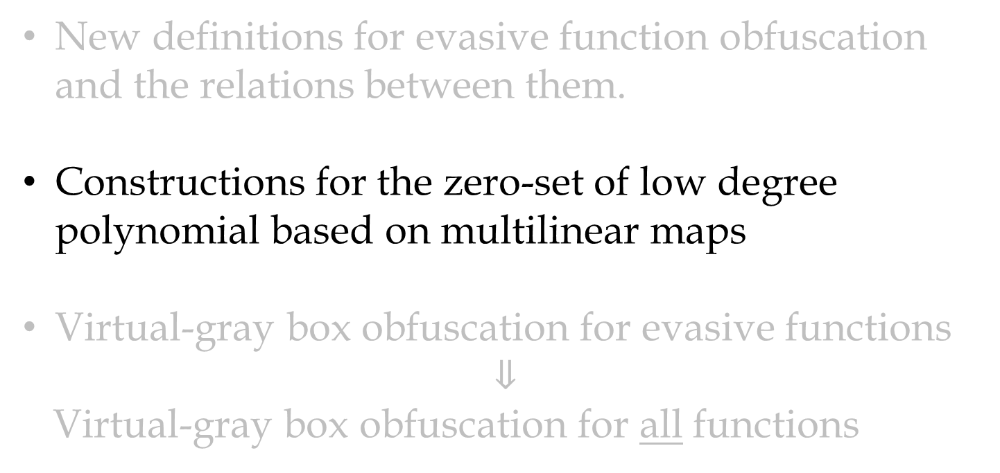 • New definitions for evasive function obfuscation
and the relations between them.
• Constructions for the zero-set of low degree
polynomial based on multilinear maps
• Virtual-gray box obfuscation for evasive functions
⇓
Virtual-gray box obfuscation for all functions